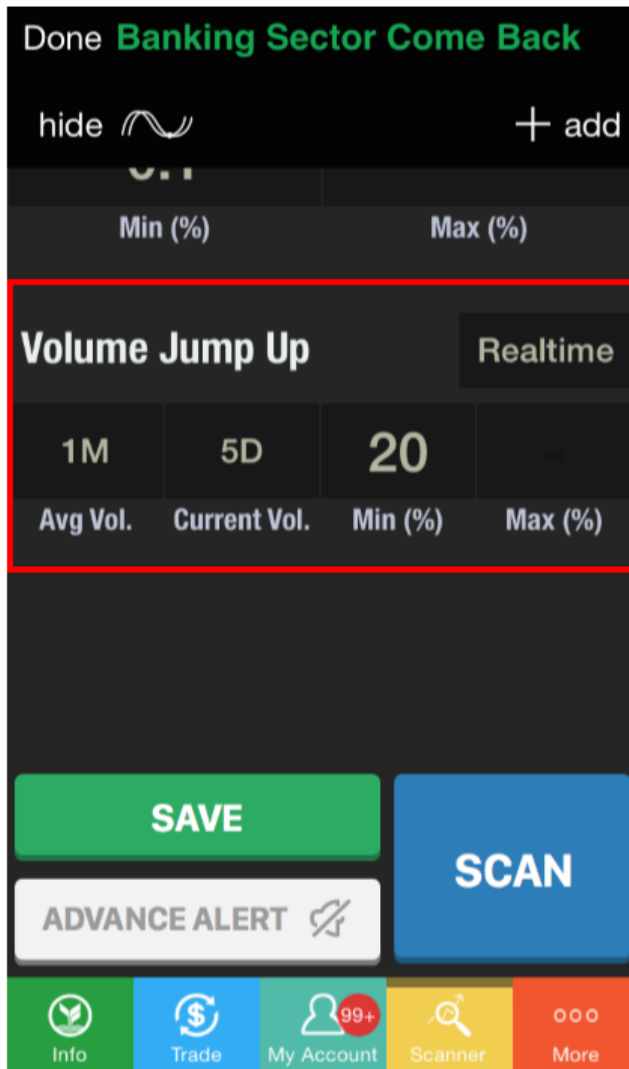 Done Banking Sector Come Back
hide + add
Min (%) Max (%)
Volume Jump Up Realtime
1M 5D 20 -
Avg Vol. Current Vol. Min (%) Max (%)
SAVE
SCAN
ADVANCE ALERT
99+
Info Trade My Account Scanner More